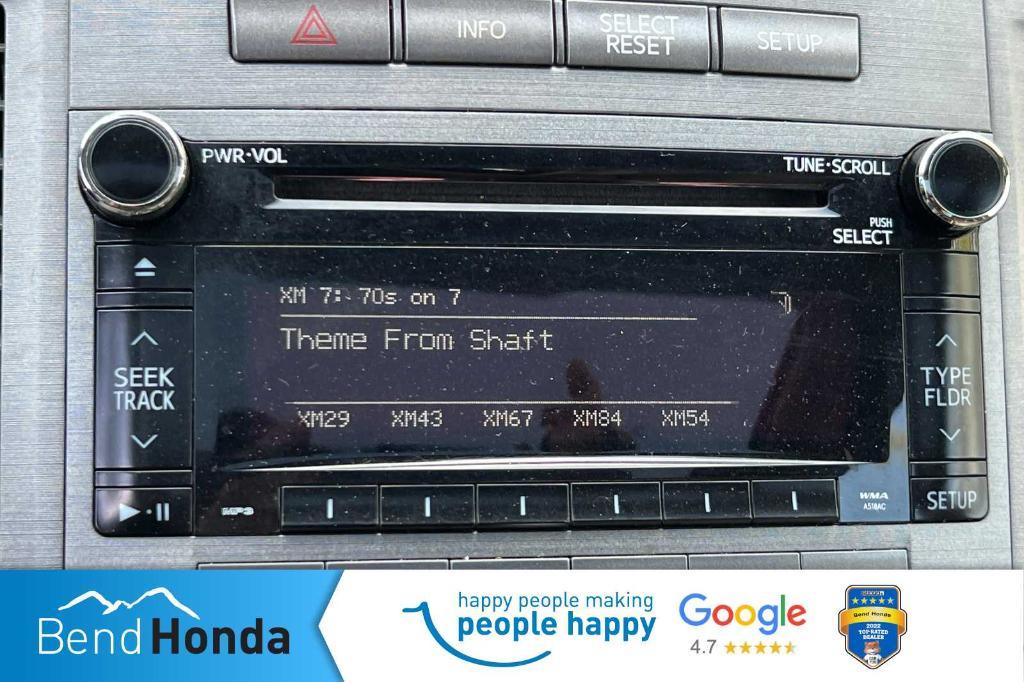 INFO
SELECT
RESET
SETUP
PWR·VOL
TUNE·SCROLL
PUSH
SELECT
XM 7: 70s on 7
Theme From Shaft
XM29 XM43 XM67 XM84 XM54
SEEK
TRACK
TYPE
FLDR
MP3
WMA
A518AC
SETUP
Bend Honda
happy people making
people happy
Google
4.7
Bend Honda
2022
TOP-RATED
DEALER